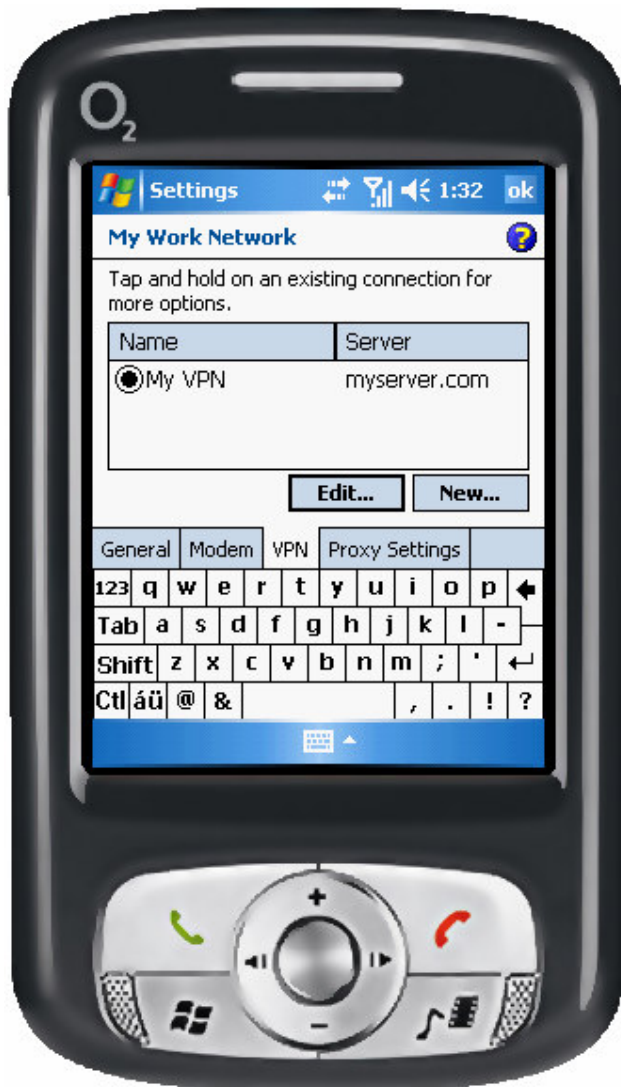 O2
Settings 1:32 ok
My Work Network ?
Tap and hold on an existing connection for
more options.
Name Server
My VPN myserver.com
Edit... New...
General Modem VPN Proxy Settings
123 q w e r t y u i o p
Tab a s d f g h j k l -
Shift z x c v b n m ; '
Ctl áü @ & , . ! ?
+
-